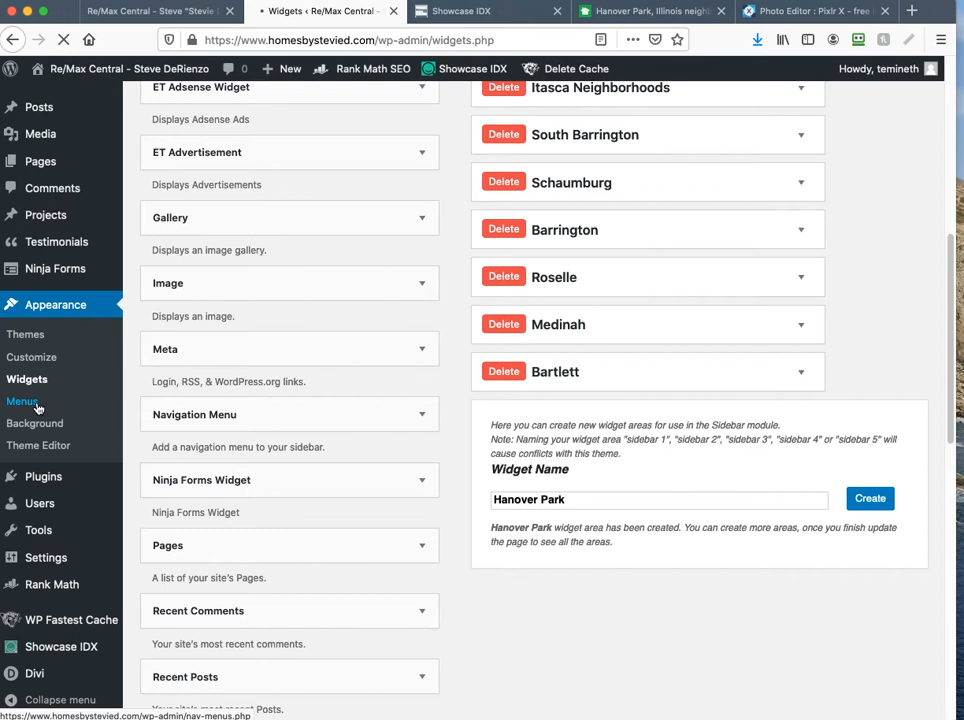 Re/Max Central - Steve "Stevie
Widgets < Re/Max Central -
Showcase IDX
Hanover Park, Illinois neighb
Photo Editor : Pixlr X - free i
https://www.homesbystevied.com/wp-admin/widgets.php
Re/Max Central - Steve DeRienzo
0
New
Rank Math SEO
Showcase IDX
Delete Cache
Howdy, temineth
Posts
Media
Pages
Comments
Projects
Testimonials
Ninja Forms
Appearance
Themes
Customize
Widgets
Menus
Background
Theme Editor
Plugins
Users
Tools
Settings
Rank Math
WP Fastest Cache
Showcase IDX
Divi
Collapse menu
https://www.homesbystevied.com/wp-admin/nav-menus.php
ET Adsense Widget
Displays Adsense Ads
ET Advertisement
Displays Advertisements
Gallery
Displays an image gallery.
Image
Displays an image.
Meta
Login, RSS, & WordPress.org links.
Navigation Menu
Add a navigation menu to your sidebar.
Ninja Forms Widget
Ninja Forms Widget
Pages
A list of your site's Pages.
Recent Comments
Your site's most recent comments.
Recent Posts
Your site's most recent Posts.
Delete Itasca Neighborhoods
Delete South Barrington
Delete Schaumburg
Delete Barrington
Delete Roselle
Delete Medinah
Delete Bartlett
Here you can create new widget areas for use in the Sidebar module.
Note: Naming your widget area "sidebar 1", "sidebar 2", "sidebar 3", "sidebar 4" or "sidebar 5" will
cause conflicts with this theme.
Widget Name
Hanover Park
Create
Hanover Park widget area has been created. You can create more areas, once you finish update
the page to see all the areas.